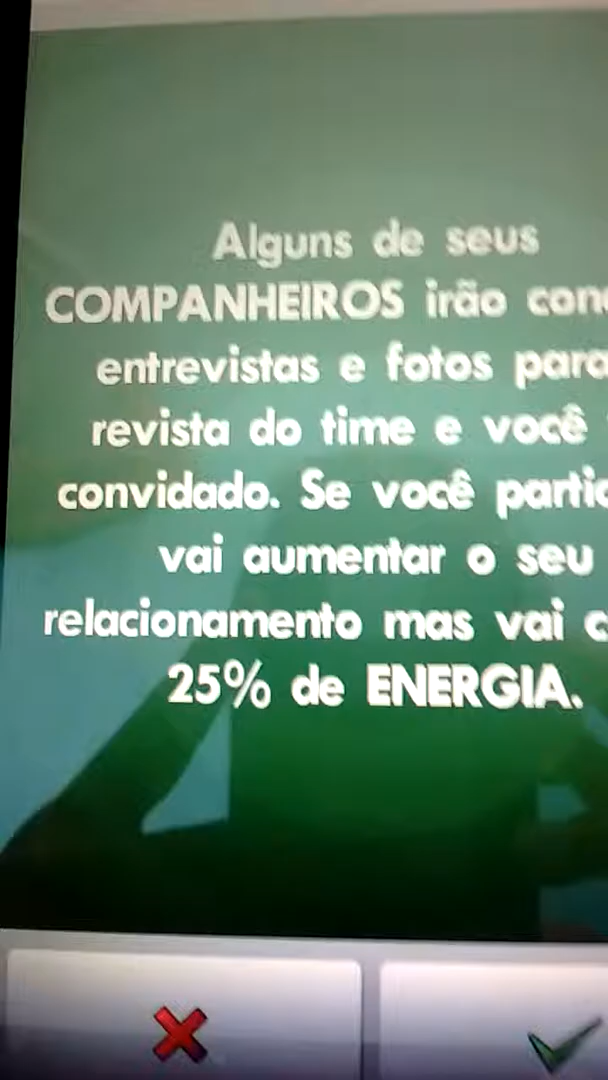 Alguns de seus
COMPANHEIROS irão
entrevistas e fotos
revista do time e você
convidado. Se você
vai aumentar o seu
relacionamento mas vai
25% de ENERGIA.